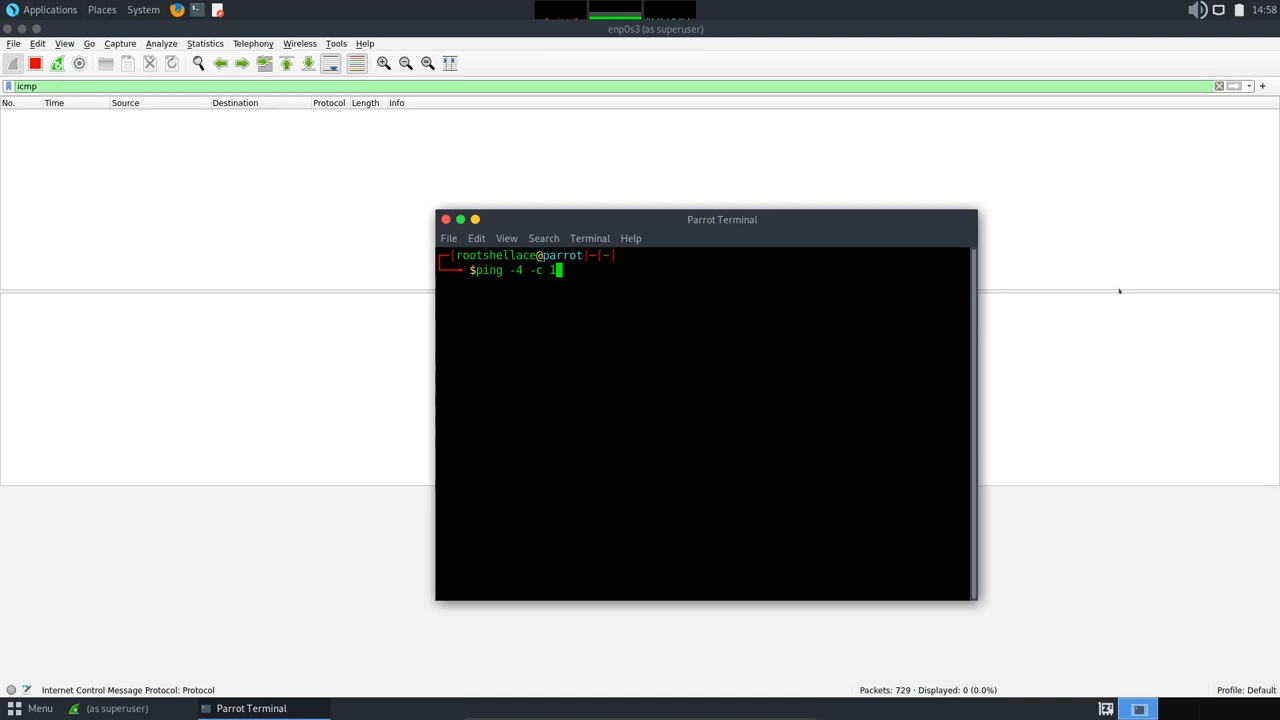 Applications Places System 14:58
enp0s3 (as superuser)
File Edit View Go Capture Analyze Statistics Telephony Wireless Tools Help
icmp
No. Time Source Destination Protocol Length Info
Parrot Terminal
File Edit View Search Terminal Help
┌─[rootshellace@parrot]─[~]
└──╼ $ping -4 -c 1
Internet Control Message Protocol: Protocol Packets: 729 · Displayed: 0 (0.0%) Profile: Default
Menu (as superuser) Parrot Terminal